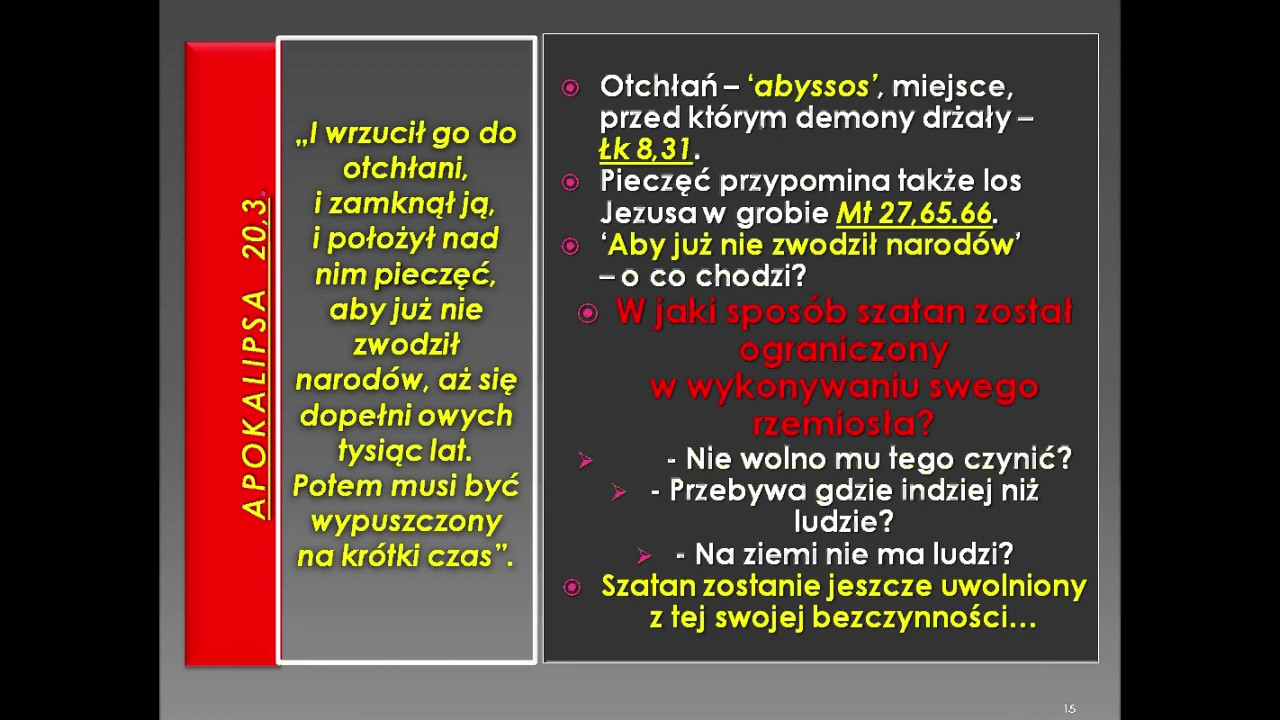 APOKALIPSA 20,3.
„I wrzucił go do
otchłani,
i zamknął ją,
i położył nad
nim pieczęć,
aby już nie
zwodził
narodów, aż się
dopełni owych
tysiąc lat.
Potem musi być
wypuszczony
na krótki czas”.
Otchłań – ‘abyssos’, miejsce,
przed którym demony drżały –
Łk 8,31.
Pieczęć przypomina także los
Jezusa w grobie Mt 27,65.66.
‘Aby już nie zwodził narodów’
– o co chodzi?
W jaki sposób szatan został
ograniczony
w wykonywaniu swego
rzemiosła?
- Nie wolno mu tego czynić?
- Przebywa gdzie indziej niż
ludzie?
- Na ziemi nie ma ludzi?
Szatan zostanie jeszcze uwolniony
z tej swojej bezczynności…
15